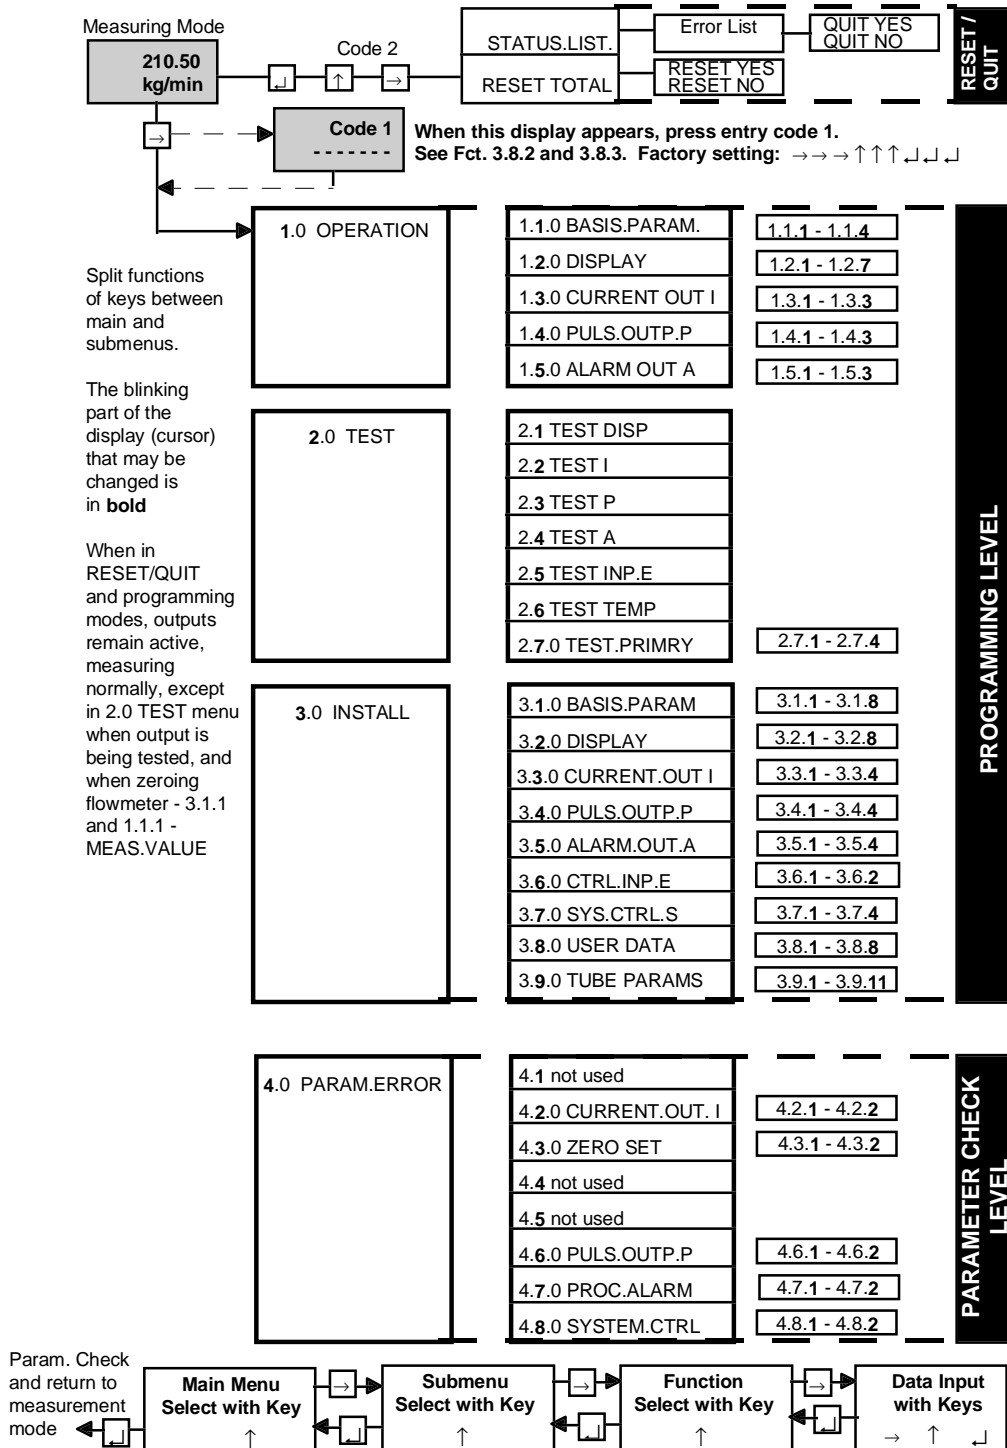 Measuring Mode
210.50
kg/min
↵
↑
→
Code 2
STATUS.LIST.
Error List
QUIT YES
QUIT NO
RESET TOTAL
RESET YES
RESET NO
RESET /
QUIT
→
Code 1
- - - - - - -
When this display appears, press entry code 1.
See Fct. 3.8.2 and 3.8.3. Factory setting: → → → ↑ ↑ ↑ ↵ ↵ ↵
Split functions
of keys between
main and
submenus.
The blinking
part of the
display (cursor)
that may be
changed is
in bold
When in
RESET/QUIT
and programming
modes, outputs
remain active,
measuring
normally, except
in 2.0 TEST menu
when output is
being tested, and
when zeroing
flowmeter - 3.1.1
and 1.1.1 -
MEAS.VALUE
1.0 OPERATION
1.1.0 BASIS.PARAM.
1.1.1 - 1.1.4
1.2.0 DISPLAY
1.2.1 - 1.2.7
1.3.0 CURRENT OUT I
1.3.1 - 1.3.3
1.4.0 PULS.OUTP.P
1.4.1 - 1.4.3
1.5.0 ALARM OUT A
1.5.1 - 1.5.3
2.0 TEST
2.1 TEST DISP
2.2 TEST I
2.3 TEST P
2.4 TEST A
2.5 TEST INP.E
2.6 TEST TEMP
2.7.0 TEST.PRIMRY
2.7.1 - 2.7.4
3.0 INSTALL
3.1.0 BASIS.PARAM
3.1.1 - 3.1.8
3.2.0 DISPLAY
3.2.1 - 3.2.8
3.3.0 CURRENT.OUT I
3.3.1 - 3.3.4
3.4.0 PULS.OUTP.P
3.4.1 - 3.4.4
3.5.0 ALARM.OUT.A
3.5.1 - 3.5.4
3.6.0 CTRL.INP.E
3.6.1 - 3.6.2
3.7.0 SYS.CTRL.S
3.7.1 - 3.7.4
3.8.0 USER DATA
3.8.1 - 3.8.8
3.9.0 TUBE PARAMS
3.9.1 - 3.9.11
PROGRAMMING LEVEL
4.0 PARAM.ERROR
4.1 not used
4.2.0 CURRENT.OUT. I
4.2.1 - 4.2.2
4.3.0 ZERO SET
4.3.1 - 4.3.2
4.4 not used
4.5 not used
4.6.0 PULS.OUTP.P
4.6.1 - 4.6.2
4.7.0 PROC.ALARM
4.7.1 - 4.7.2
4.8.0 SYSTEM.CTRL
4.8.1 - 4.8.2
PARAMETER CHECK
LEVEL
Param. Check
and return to
measurement
mode
↵
Main Menu
Select with Key
↑
→
↵
Submenu
Select with Key
↑
→
↵
Function
Select with Key
↑
→
↵
Data Input
with Keys
→ ↑ ↵